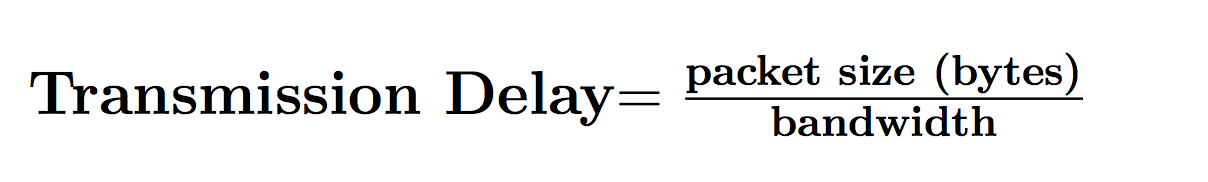 Transmission Delay= packet size (bytes)
bandwidth